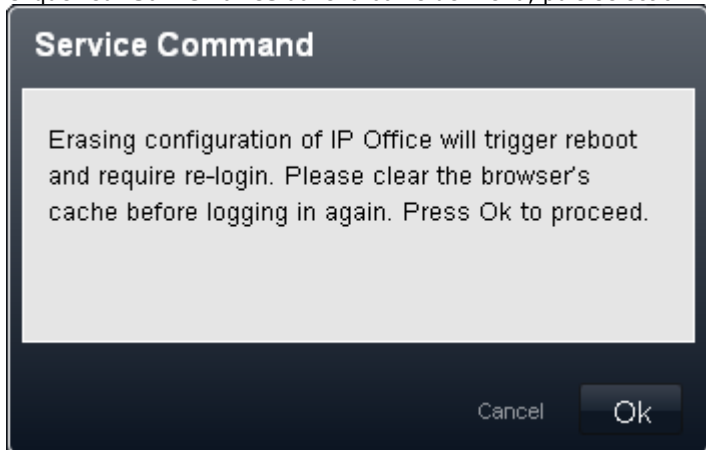 Service Command
Erasing configuration of IP Office will trigger reboot
and require re-login. Please clear the browser's
cache before logging in again. Press Ok to proceed.
Cancel
Ok